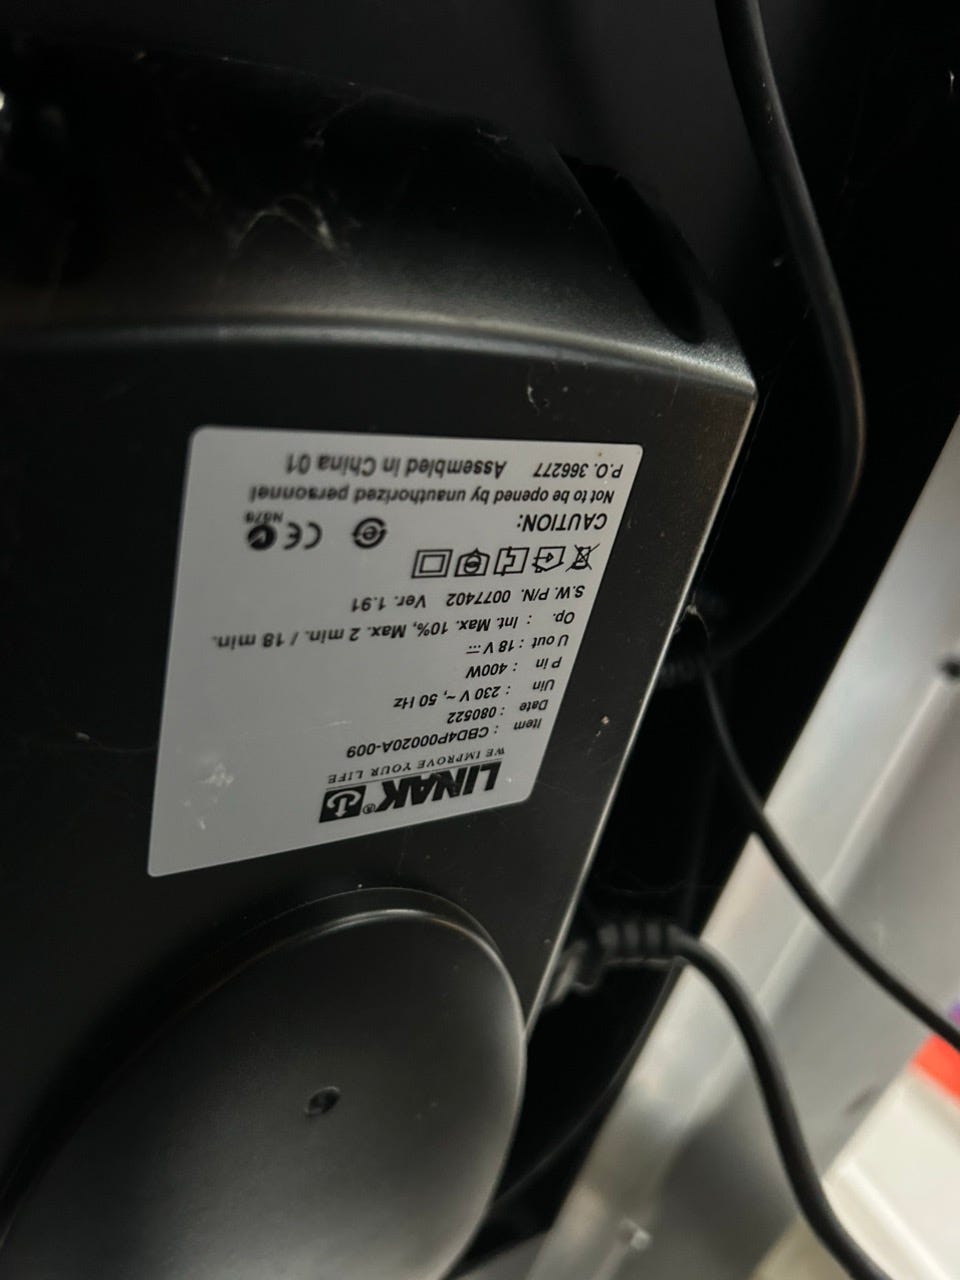 LINAK®
WE IMPROVE YOUR LIFE
Item : CBD4P00020A-009
Date : 080522
Uin : 230 V ~, 50 Hz
P in : 400W
U out : 18 V
Op. : Int. Max. 10%, Max. 2 min. / 18 min.
S.W. P/N. 0077402 Ver. 1.91
CAUTION:
Not to be opened by unauthorized personnel
P.O. 366277 Assembled in China 01
CE
N879